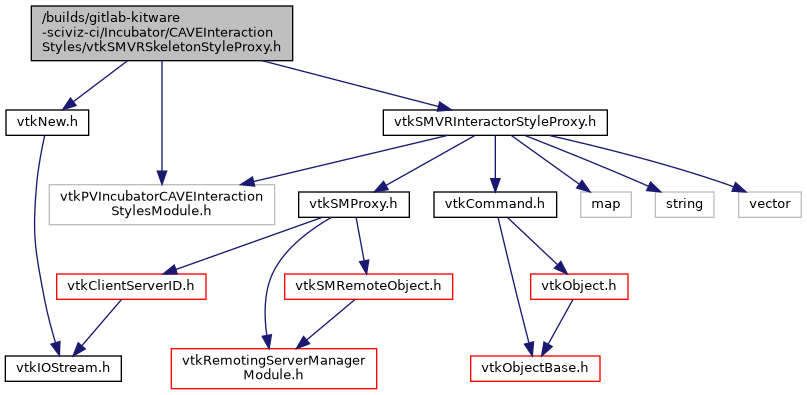 /builds/gitlab-kitware
-sciviz-ci/Incubator/CAVEInteraction
Styles/vtkSMVRSkeletonStyleProxy.h
vtkNew.h
vtkSMVRInteractorStyleProxy.h
vtkPVIncubatorCAVEInteraction
StylesModule.h
vtkSMProxy.h
vtkCommand.h
map
string
vector
vtkClientServerID.h
vtkSMRemoteObject.h
vtkObject.h
vtkIOStream.h
vtkRemotingServerManager
Module.h
vtkObjectBase.h